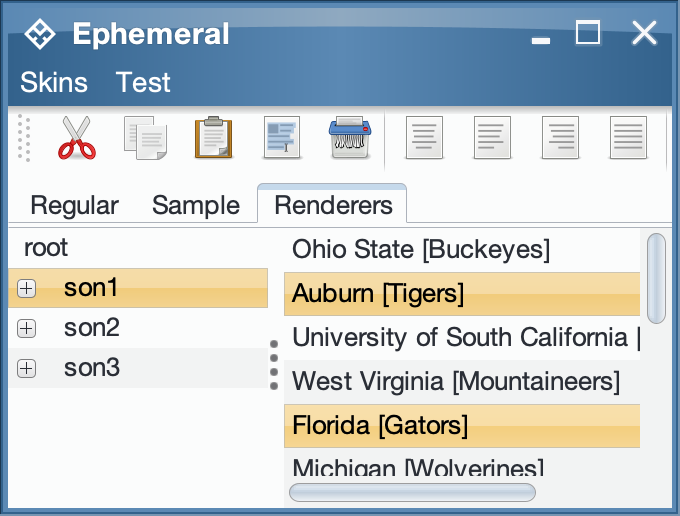 Ephemeral
Skins Test
Regular Sample Renderers
root
son1
son2
son3
Ohio State [Buckeyes]
Auburn [Tigers]
University of South California [
West Virginia [Mountaineers]
Florida [Gators]
Michigan [Wolverines]